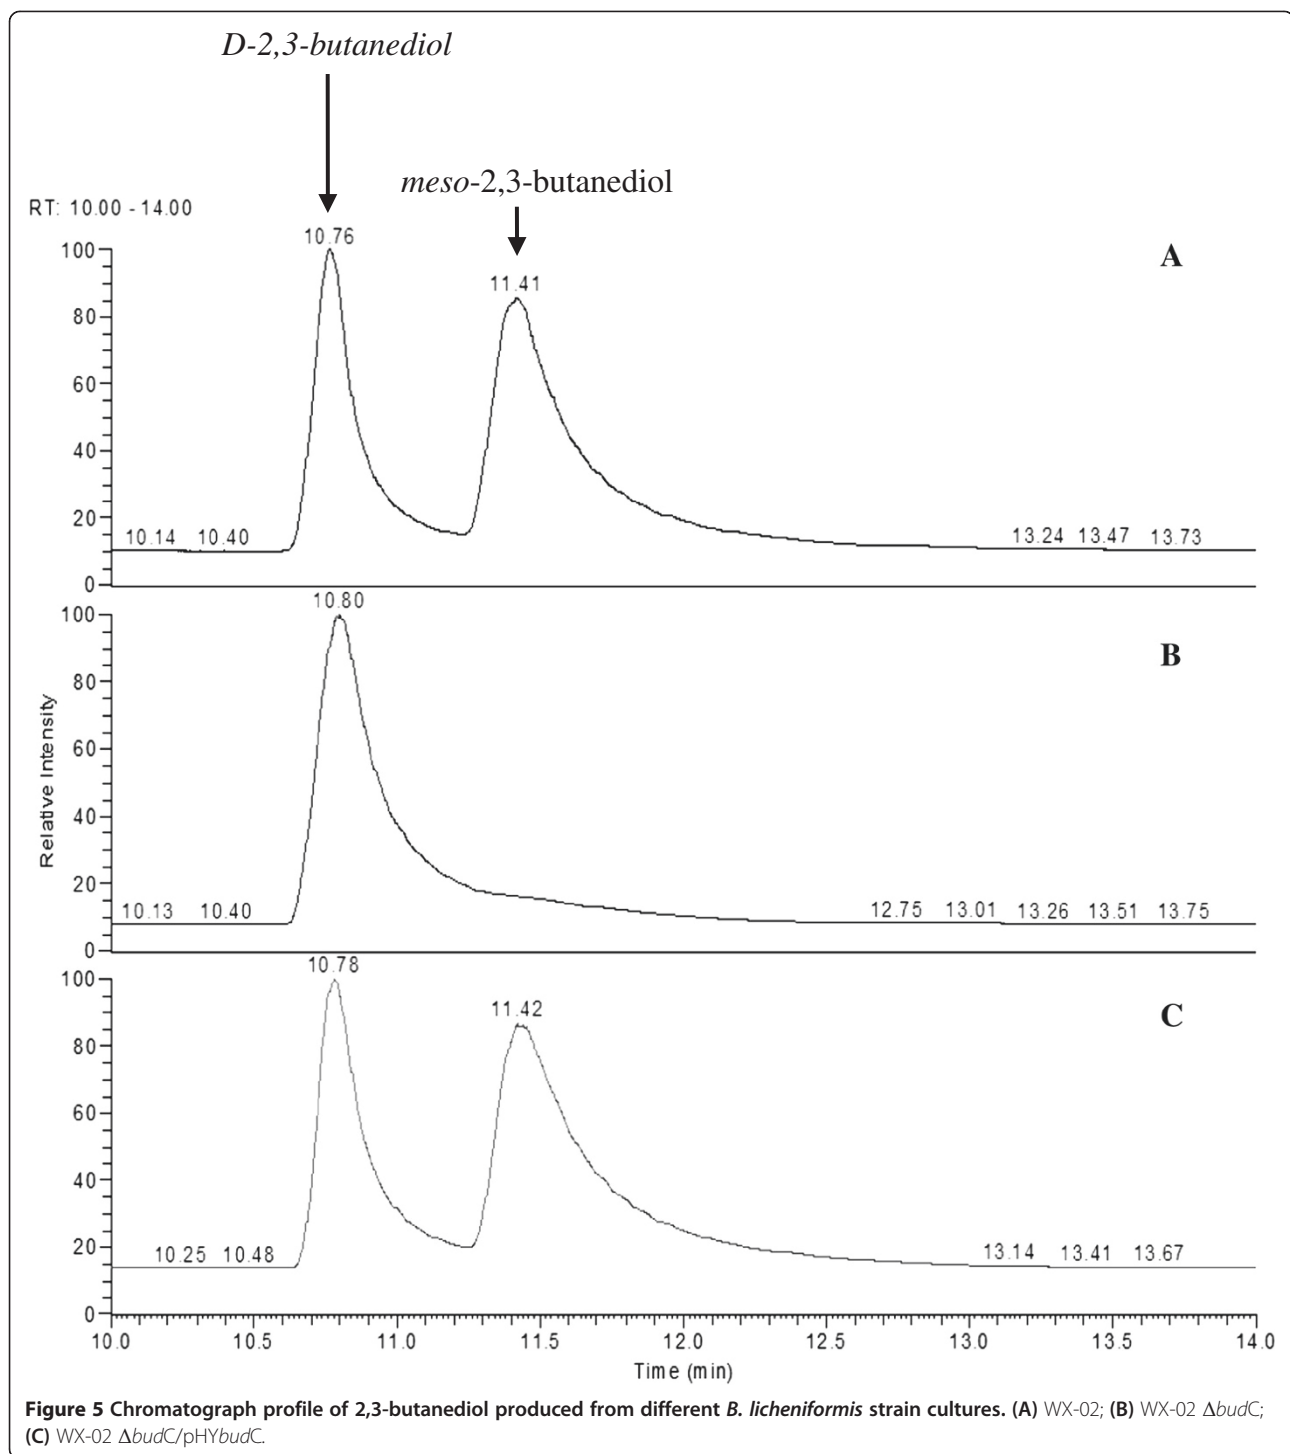 D-2,3-butanediol
meso-2,3-butanediol
RT: 10.00 - 14.00
A
10.76
11.41
100
80
60
40
20
0
10.14 10.40 13.24 13.47 13.73
B
10.80
100
80
60
40
20
0
10.13 10.40 12.75 13.01 13.26 13.51 13.75
Relative Intensity
C
10.78
11.42
100
80
60
40
20
0
10.25 10.48 13.14 13.41 13.67
10.0 10.5 11.0 11.5 12.0 12.5 13.0 13.5 14.0
Time (min)
Figure 5 Chromatograph profile of 2,3-butanediol produced from different B. licheniformis strain cultures. (A) WX-02; (B) WX-02 ΔbudC;
(C) WX-02 ΔbudC/pHYbudC.